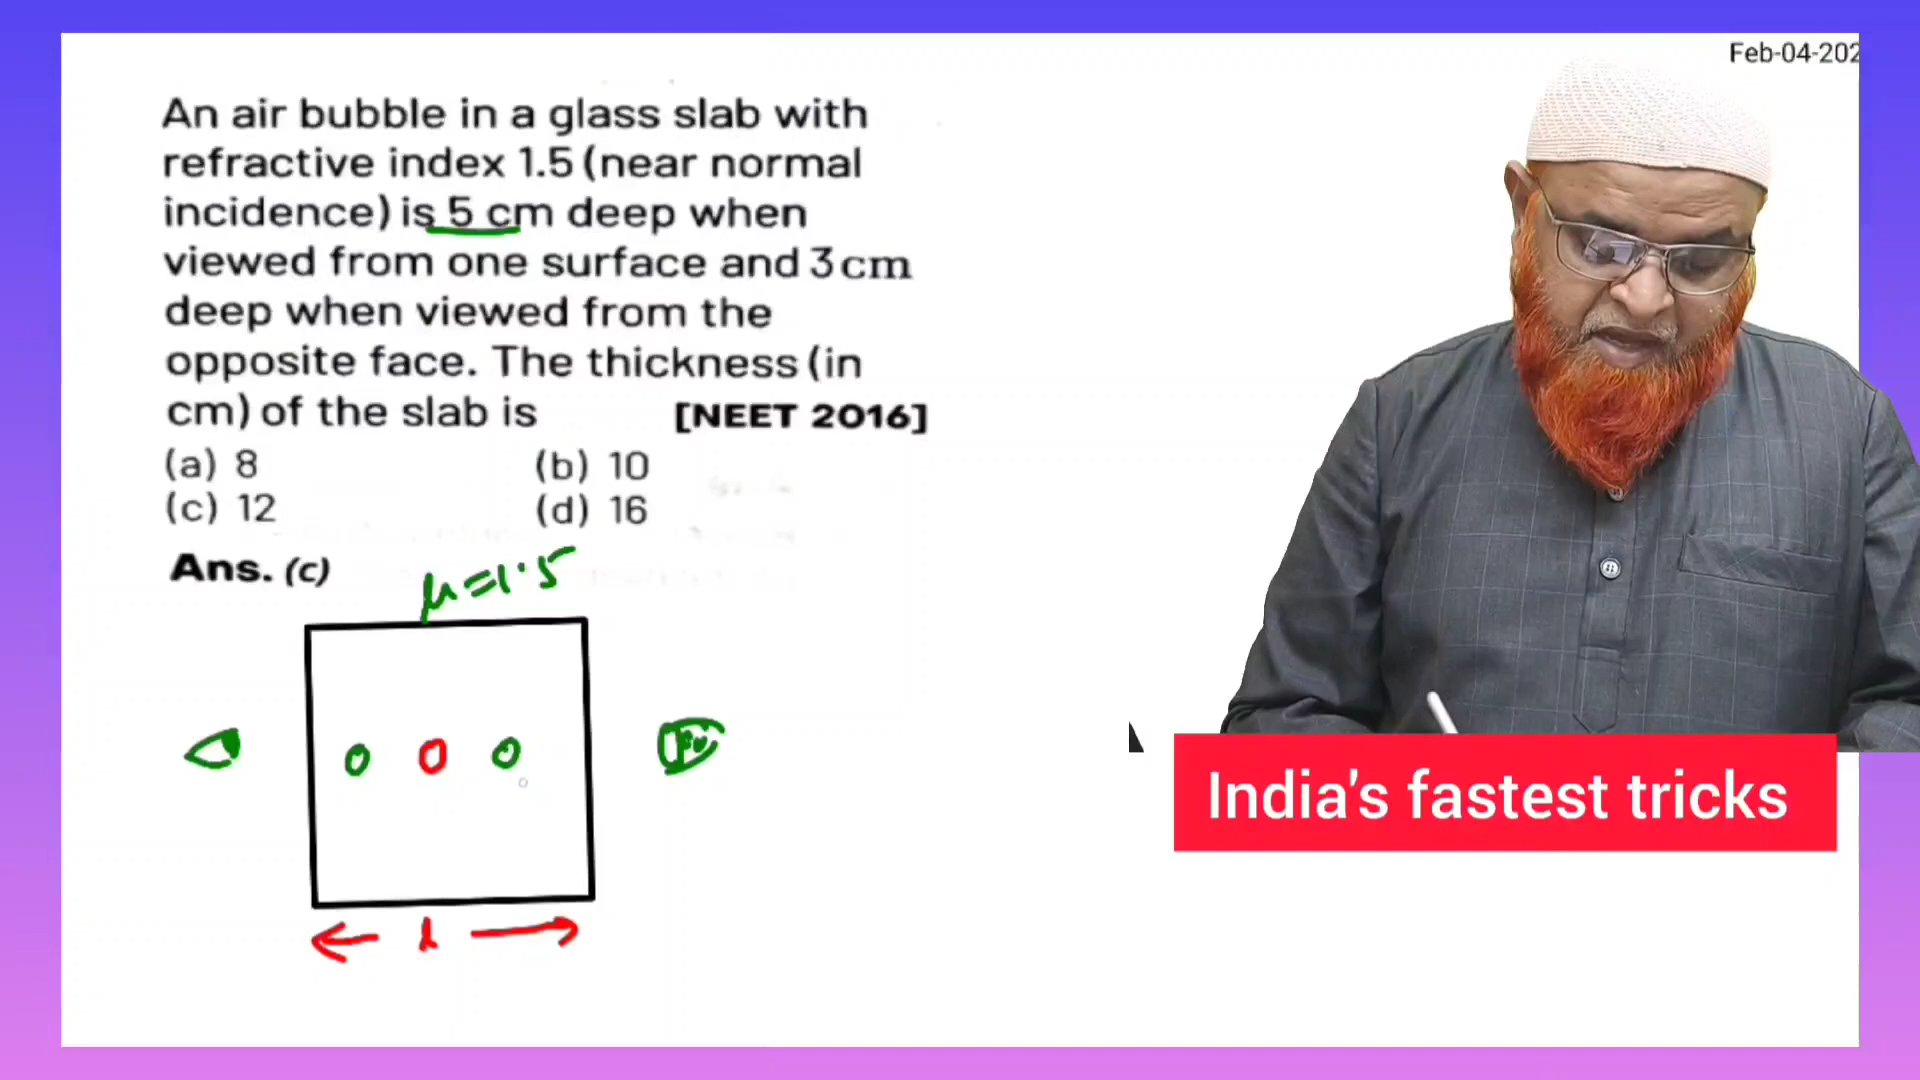 Feb-04-202
An air bubble in a glass slab with
refractive index 1.5 (near normal
incidence) is 5 cm deep when
viewed from one surface and 3 cm
deep when viewed from the
opposite face. The thickness (in
cm) of the slab is [NEET 2016]
(a) 8 (b) 10
(c) 12 (d) 16
Ans. (c)
μ=1.5
India's fastest tricks